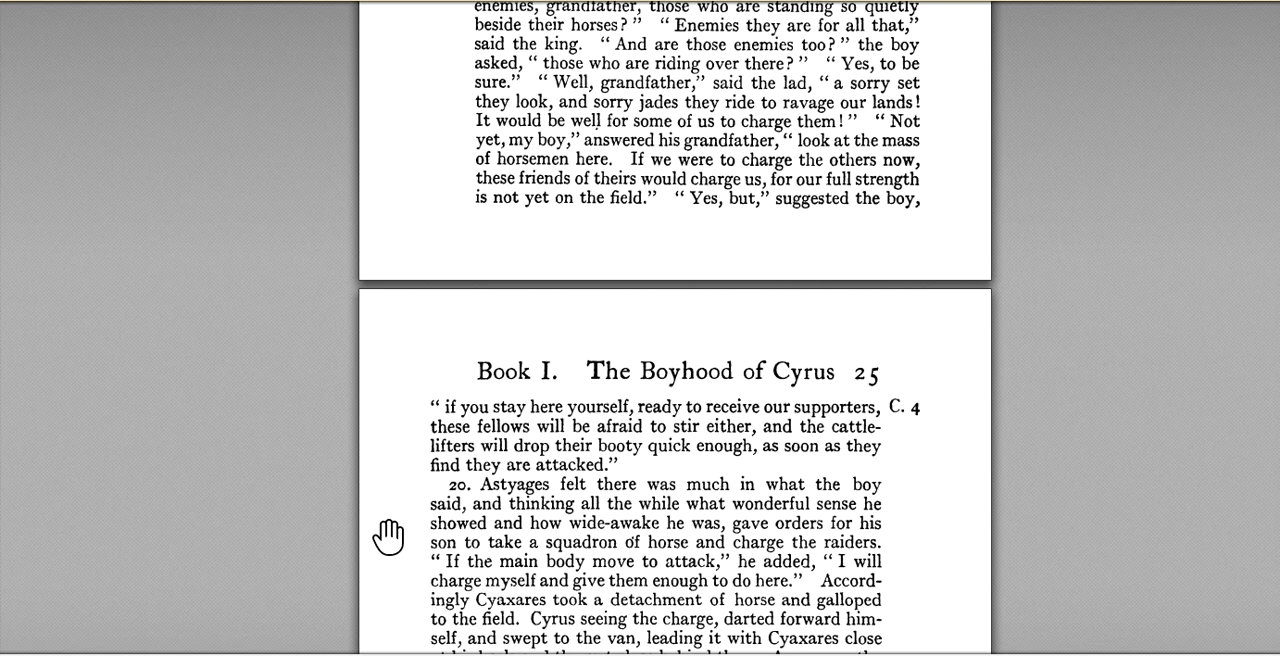 enemies, grandfather, those who are standing so quietly
beside their horses? ” “ Enemies they are for all that,”
said the king. “ And are those enemies too? ” the boy
asked, “ those who are riding over there? ” “ Yes, to be
sure.” “ Well, grandfather,” said the lad, “ a sorry set
they look, and sorry jades they ride to ravage our lands!
It would be well for some of us to charge them! ” “ Not
yet, my boy,” answered his grandfather, “ look at the mass
of horsemen here. If we were to charge the others now,
these friends of theirs would charge us, for our full strength
is not yet on the field.” “ Yes, but,” suggested the boy,
Book I. The Boyhood of Cyrus 25
“ if you stay here yourself, ready to receive our supporters, C. 4
these fellows will be afraid to stir either, and the cattle-
lifters will drop their booty quick enough, as soon as they
find they are attacked.”
20. Astyages felt there was much in what the boy
said, and thinking all the while what wonderful sense he
showed and how wide-awake he was, gave orders for his
son to take a squadron of horse and charge the raiders.
“ If the main body move to attack,” he added, “ I will
charge myself and give them enough to do here.” Accord-
ingly Cyaxares took a detachment of horse and galloped
to the field. Cyrus seeing the charge, darted forward him-
self, and swept to the van, leading it with Cyaxares close